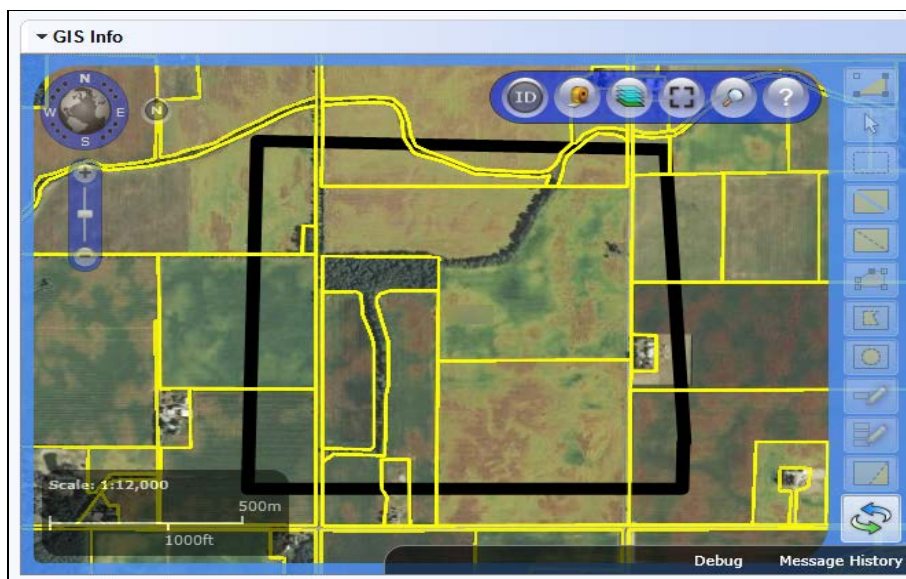 GIS Info
N
W
E
S
N
ID
?
Scale: 1:12,000
500m
1000ft
Debug
Message History